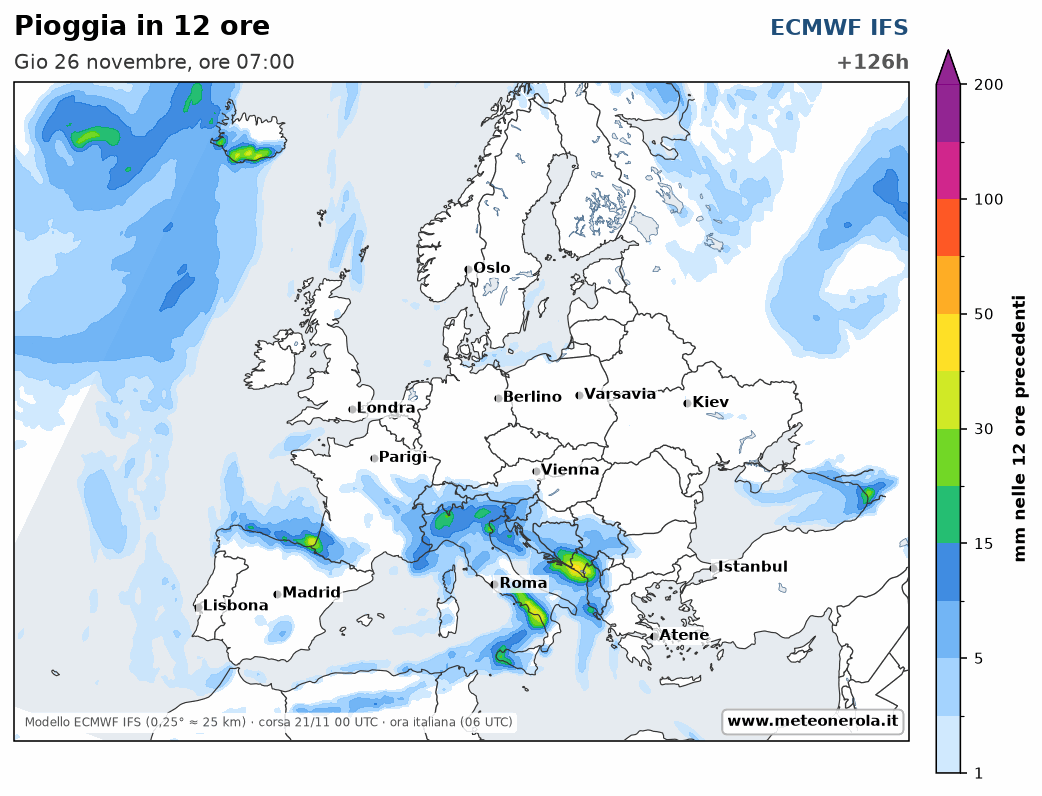 Pioggia in 12 ore
ECMWF IFS
Gio 26 novembre, ore 07:00
+126h
Oslo
Londra
Berlino
Varsavia
Kiev
Parigi
Vienna
Istanbul
Roma
Madrid
Lisbona
Atene
Modello ECMWF IFS (0,25° ≈ 25 km) · corsa 21/11 00 UTC · ora italiana (06 UTC)
www.meteonerola.it
200
100
50
30
15
5
1
mm nelle 12 ore precedenti